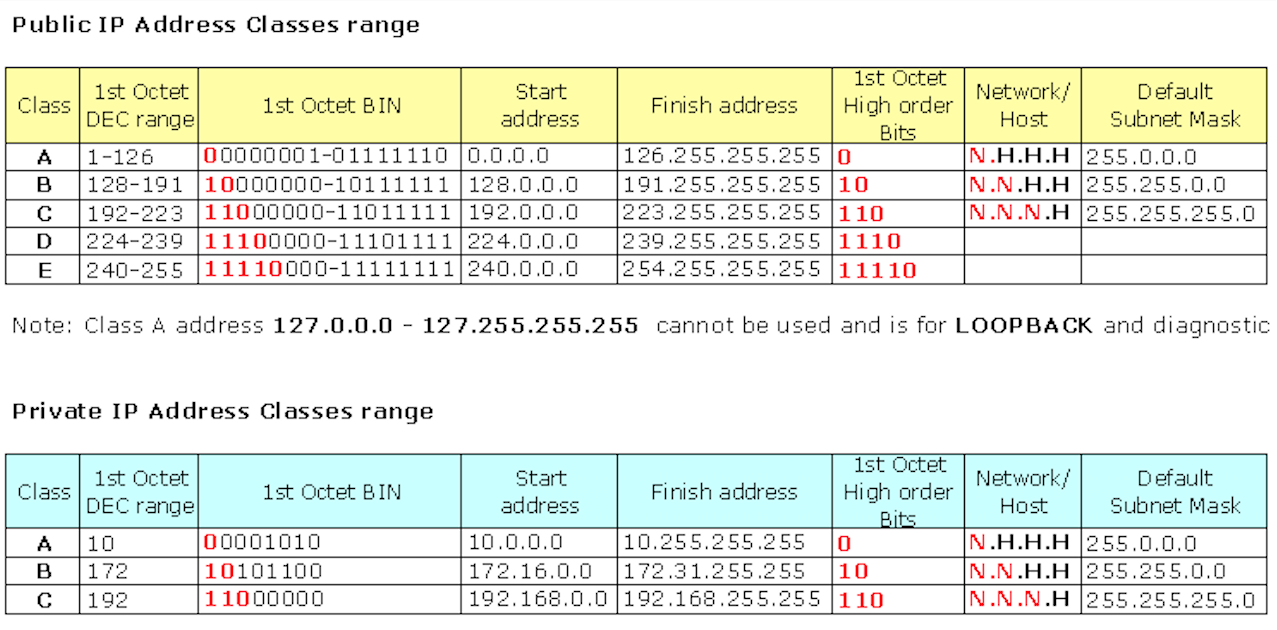 Public IP Address Classes range
Class | 1st Octet DEC range | 1st Octet BIN | Start address | Finish address | 1st Octet High order Bits | Network/ Host | Default Subnet Mask
A | 1-126 | 00000001-01111110 | 0.0.0.0 | 126.255.255.255 | 0 | N.H.H.H | 255.0.0.0
B | 128-191 | 10000000-10111111 | 128.0.0.0 | 191.255.255.255 | 10 | N.N.H.H | 255.255.0.0
C | 192-223 | 11000000-11011111 | 192.0.0.0 | 223.255.255.255 | 110 | N.N.N.H | 255.255.255.0
D | 224-239 | 11100000-11101111 | 224.0.0.0 | 239.255.255.255 | 1110
E | 240-255 | 11110000-11111111 | 240.0.0.0 | 254.255.255.255 | 11110
Note: Class A address 127.0.0.0 - 127.255.255.255 cannot be used and is for LOOPBACK and diagnostic
Private IP Address Classes range
Class | 1st Octet DEC range | 1st Octet BIN | Start address | Finish address | 1st Octet High order Bits | Network/ Host | Default Subnet Mask
A | 10 | 00001010 | 10.0.0.0 | 10.255.255.255 | 0 | N.H.H.H | 255.0.0.0
B | 172 | 10101100 | 172.16.0.0 | 172.31.255.255 | 10 | N.N.H.H | 255.255.0.0
C | 192 | 11000000 | 192.168.0.0 | 192.168.255.255 | 110 | N.N.N.H | 255.255.255.0